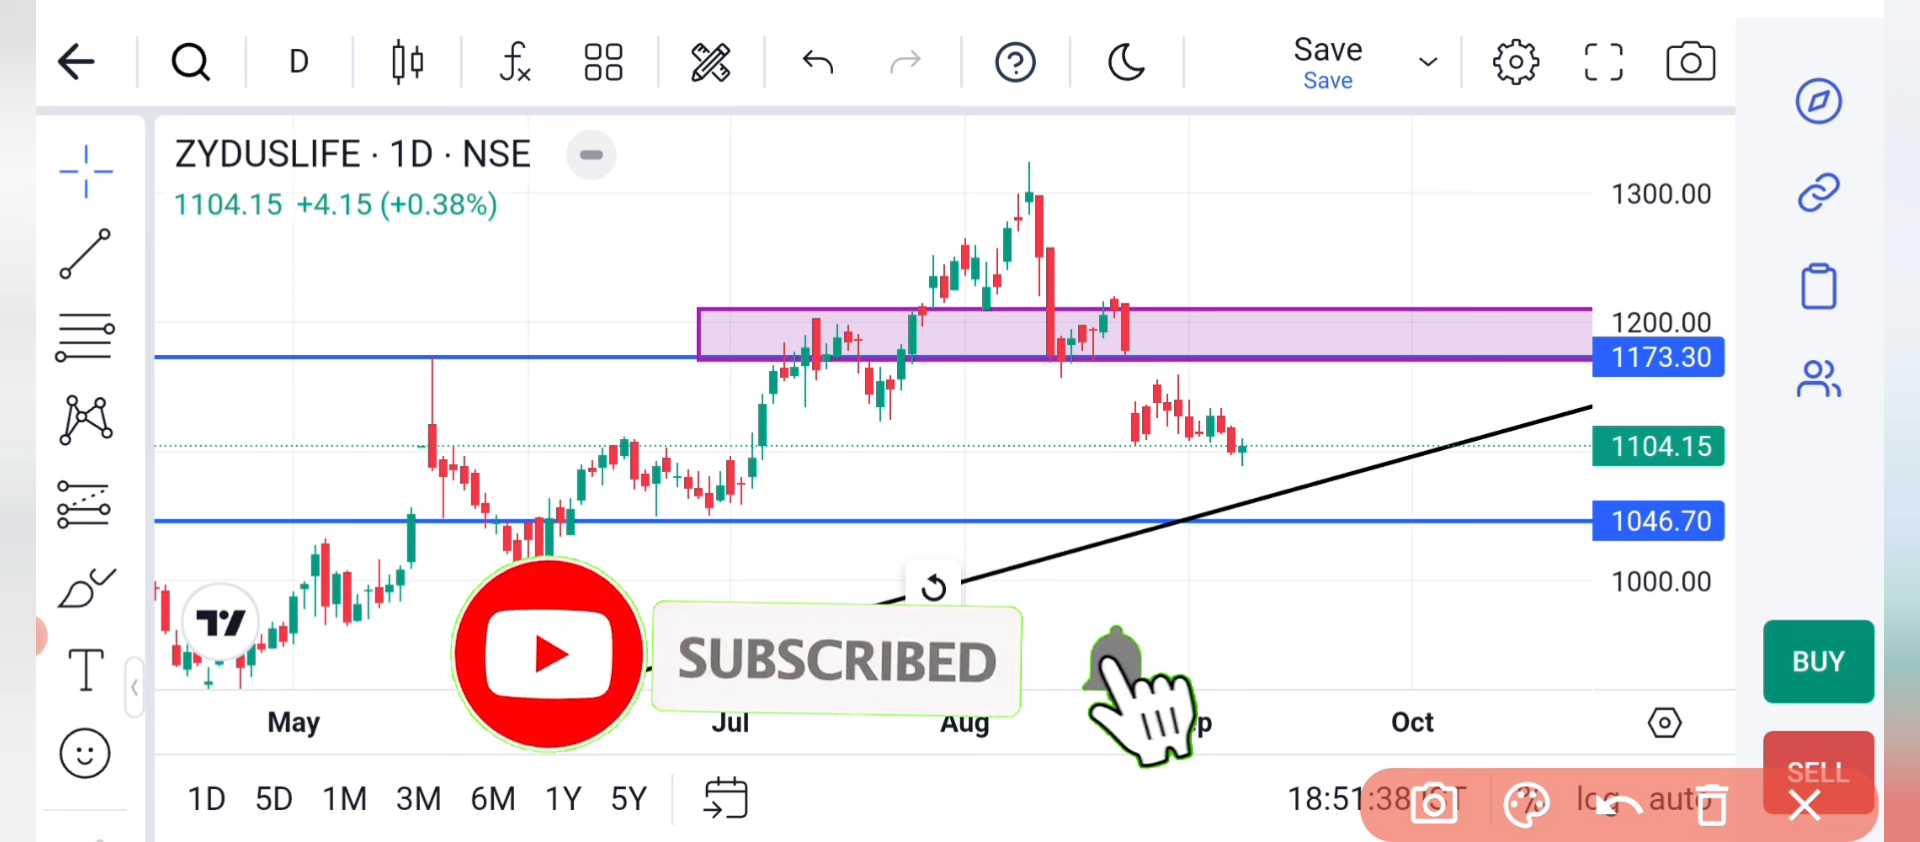 D
Save
Save
ZYDUSLIFE · 1D · NSE
1104.15 +4.15 (+0.38%)
1300.00
1200.00
1173.30
1104.15
1046.70
1000.00
BUY
SELL
SUBSCRIBED
May
Jul
Aug
Oct
1D 5D 1M 3M 6M 1Y 5Y
18:51:38
log
auto